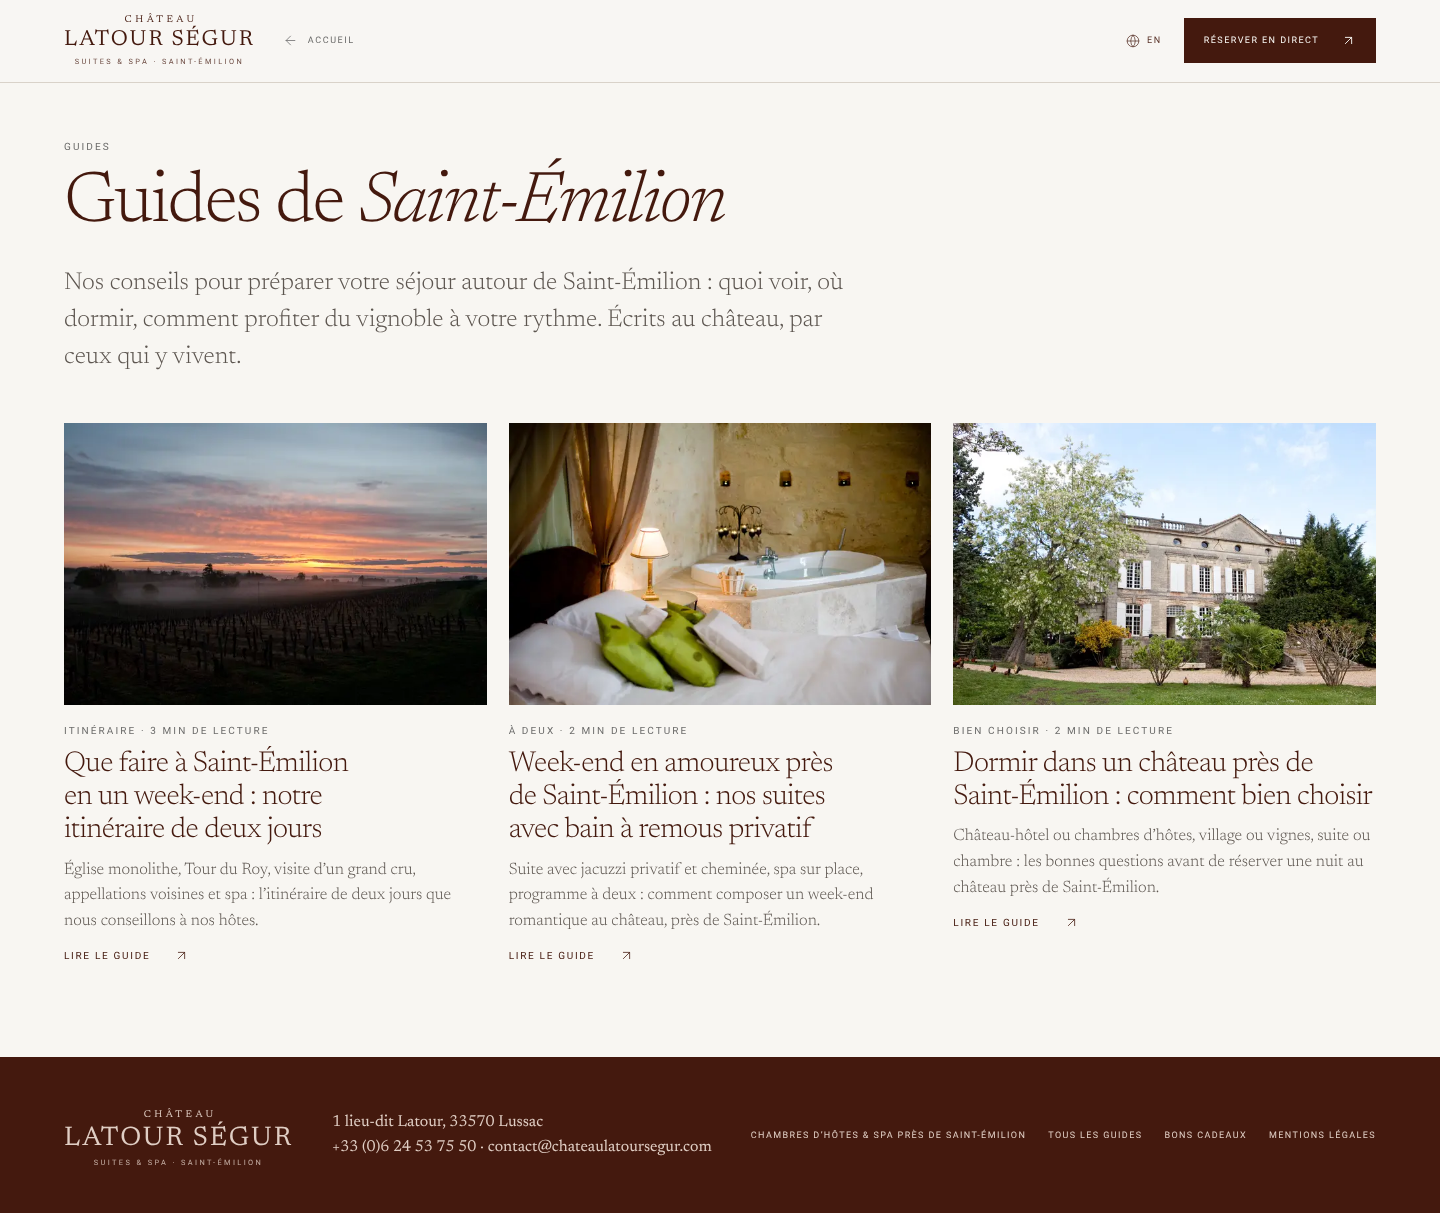 CHÂTEAU
LATOUR SÉGUR
SUITES & SPA · SAINT-ÉMILION
ACCUEIL
EN
RÉSERVER EN DIRECT
GUIDES
Guides de Saint-Émilion
Nos conseils pour préparer votre séjour autour de Saint-Émilion : quoi voir, où
dormir, comment profiter du vignoble à votre rythme. Écrits au château, par
ceux qui y vivent.
ITINÉRAIRE · 3 MIN DE LECTURE
Que faire à Saint-Émilion
en un week-end : notre
itinéraire de deux jours
Église monolithe, Tour du Roy, visite d’un grand cru,
appellations voisines et spa : l’itinéraire de deux jours que
nous conseillons à nos hôtes.
LIRE LE GUIDE
À DEUX · 2 MIN DE LECTURE
Week-end en amoureux près
de Saint-Émilion : nos suites
avec bain à remous privatif
Suite avec jacuzzi privatif et cheminée, spa sur place,
programme à deux : comment composer un week-end
romantique au château, près de Saint-Émilion.
LIRE LE GUIDE
BIEN CHOISIR · 2 MIN DE LECTURE
Dormir dans un château près de
Saint-Émilion : comment bien choisir
Château-hôtel ou chambres d’hôtes, village ou vignes, suite ou
chambre : les bonnes questions avant de réserver une nuit au
château près de Saint-Émilion.
LIRE LE GUIDE
CHÂTEAU
LATOUR SÉGUR
SUITES & SPA · SAINT-ÉMILION
1 lieu-dit Latour, 33570 Lussac
+33 (0)6 24 53 75 50 · contact@chateaulatoursegur.com
CHAMBRES D’HÔTES & SPA PRÈS DE SAINT-ÉMILION
TOUS LES GUIDES
BONS CADEAUX
MENTIONS LÉGALES